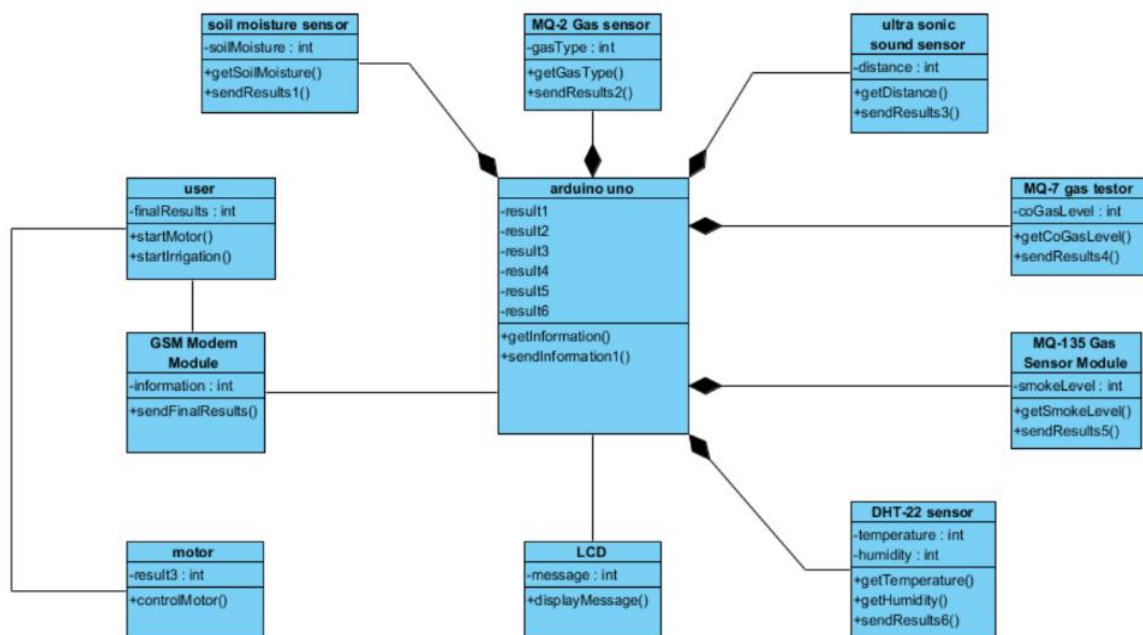 soil moisture sensor
-soilMoisture : int
+getSoilMoisture()
+sendResults1()
MQ-2 Gas sensor
-gasType : int
+getGasType()
+sendResults2()
ultra sonic
sound sensor
-distance : int
+getDistance()
+sendResults3()
user
-finalResults : int
+startMotor()
+startIrrigation()
arduino uno
-result1
-result2
-result3
-result4
-result5
-result6
+getInformation()
+sendInformation1()
MQ-7 gas testor
-coGasLevel : int
+getCoGasLevel()
+sendResults4()
GSM Modem
Module
-information : int
+sendFinalResults()
MQ-135 Gas
Sensor Module
-smokeLevel : int
+getSmokeLevel()
+sendResults5()
motor
-result3 : int
+controlMotor()
LCD
-message : int
+displayMessage()
DHT-22 sensor
-temperature : int
-humidity : int
+getTemperature()
+getHumidity()
+sendResults6()